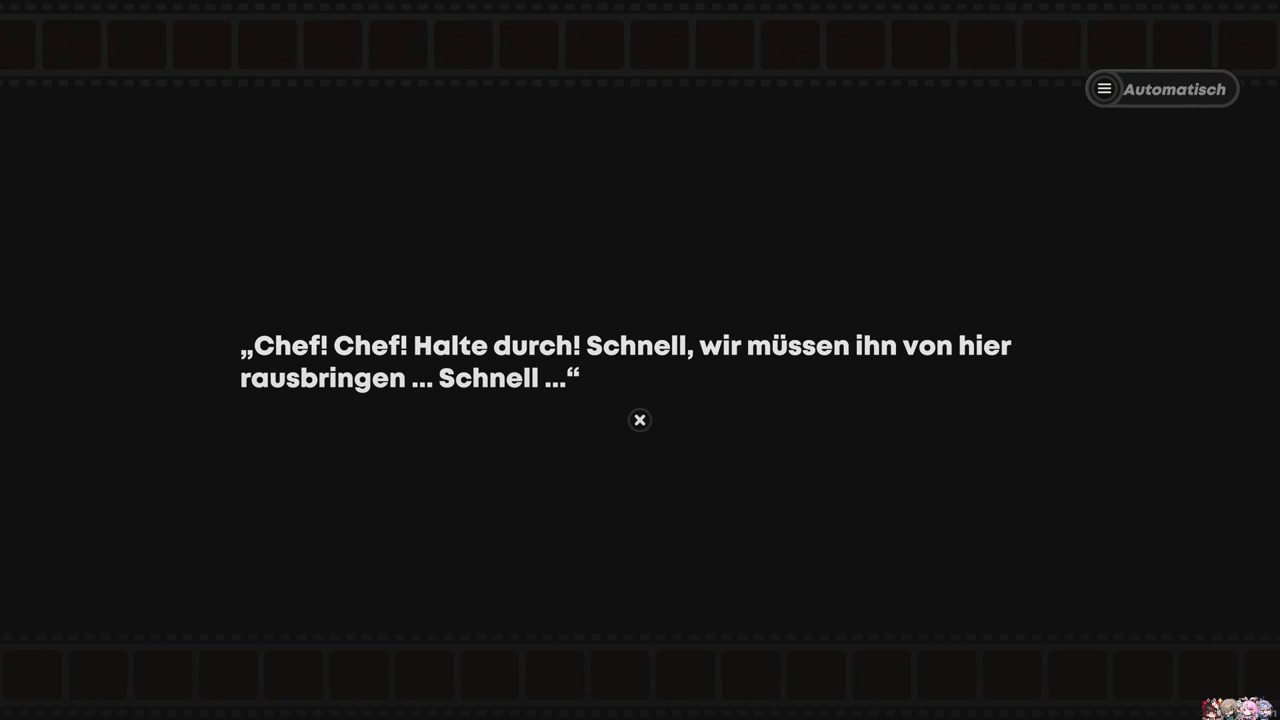 Automatisch
„Chef! Chef! Halte durch! Schnell, wir müssen ihn von hier
rausbringen ... Schnell ...“